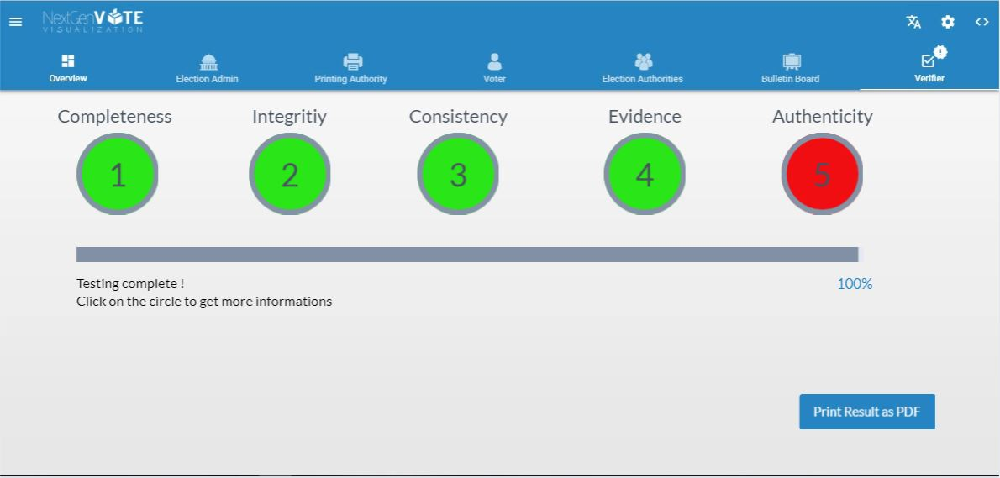 NextGenVOTE
VISUALIZATION
Overview
Election Admin
Printing Authority
Voter
Election Authorities
Bulletin Board
Verifier
Completeness
Integritiy
Consistency
Evidence
Authenticity
1
2
3
4
5
Testing complete !
100%
Click on the circle to get more informations
Print Result as PDF